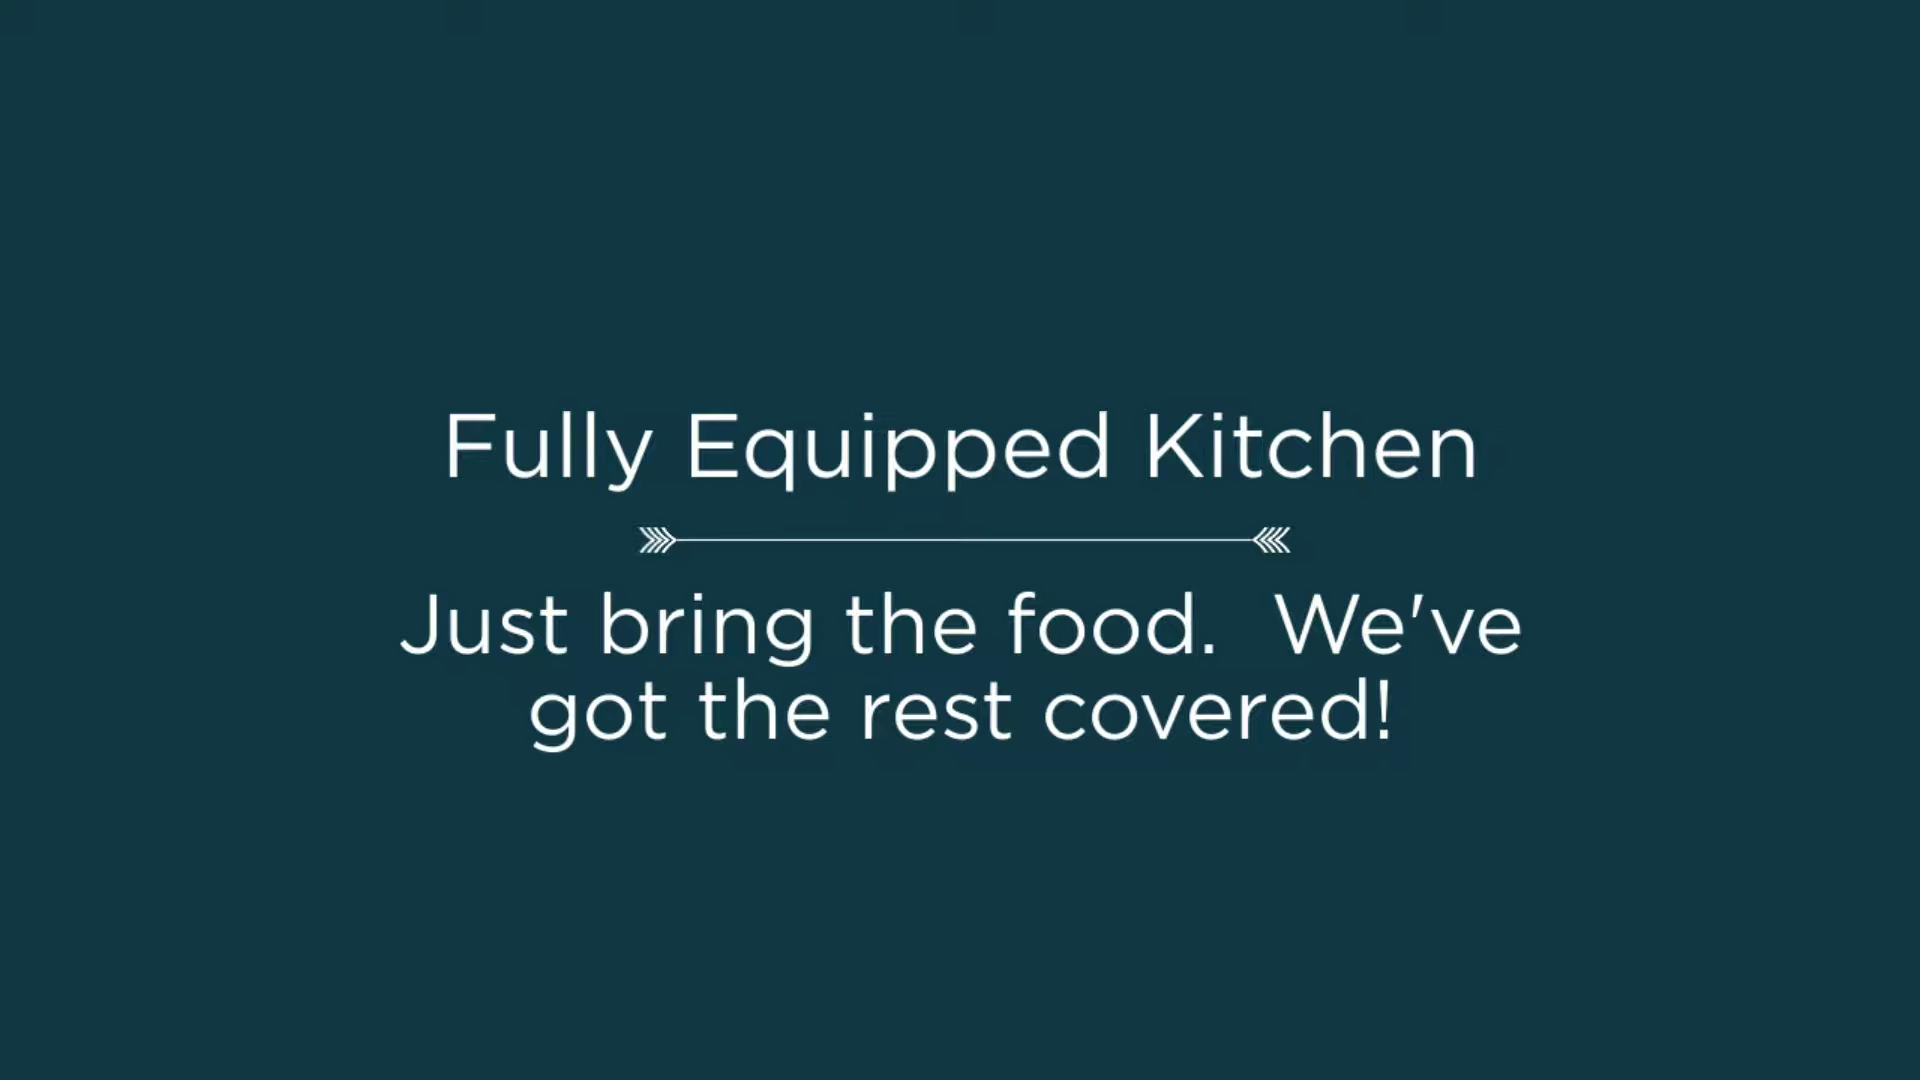 Fully Equipped Kitchen
Just bring the food.  We've
got the rest covered!